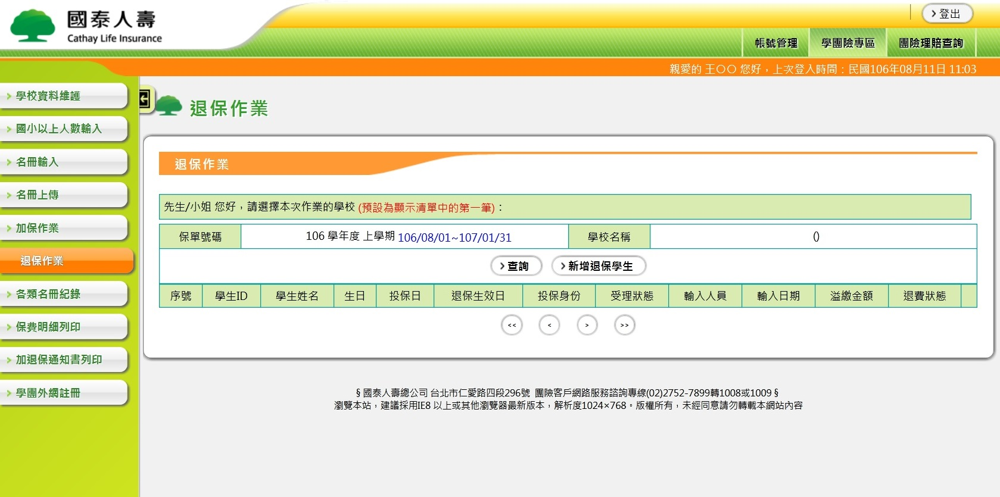 國泰人壽
Cathay Life Insurance
登出
帳號管理 學團險專區 團險理賠查詢
親愛的 王〇〇 您好，上次登入時間：民國106年08月11日 11:03
學校資料維護
國小以上人數輸入
名冊輸入
名冊上傳
加保作業
退保作業
各類名冊紀錄
保費明細列印
加退保通知書列印
學團外網註冊
退保作業
退保作業
先生/小姐 您好，請選擇本次作業的學校 (預設為顯示清單中的第一筆)：
保單號碼 106 學年度 上學期 106/08/01~107/01/31 學校名稱 ()
查詢 新增退保學生
序號 學生ID 學生姓名 生日 投保日 退保生效日 投保身份 受理狀態 輸入人員 輸入日期 溢繳金額 退費狀態
<< < > >>
§ 國泰人壽總公司 台北市仁愛路四段296號 團險客戶網路服務諮詢專線(02)2752-7899轉1008或1009 §
瀏覽本站，建議採用IE8 以上或其他瀏覽器最新版本，解析度1024×768。版權所有，未經同意請勿轉載本網站內容